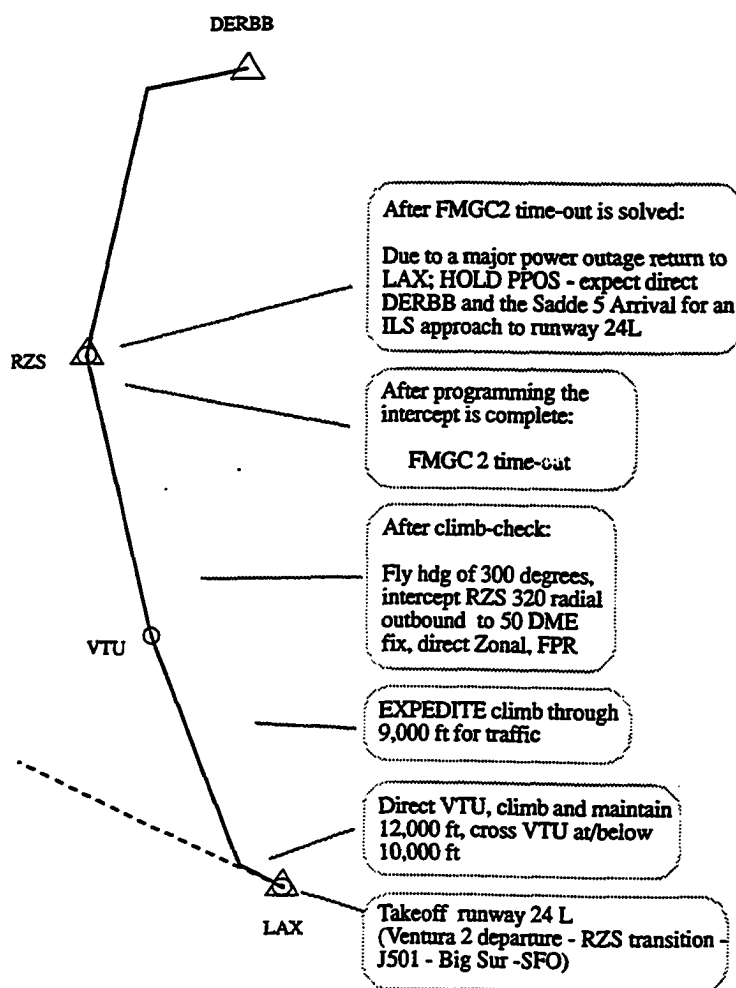 DERBB
After FMGC2 time-out is solved:
Due to a major power outage return to
LAX; HOLD PPOS - expect direct
DERBB and the Sadde 5 Arrival for an
ILS approach to runway 24L
RZS
After programming the
intercept is complete:
FMGC 2 time-out
After climb-check:
Fly hdg of 300 degrees,
intercept RZS 320 radial
outbound to 50 DME
fix, direct Zonal, FPR
VTU
EXPEDITE climb through
9,000 ft for traffic
Direct VTU, climb and maintain
12,000 ft, cross VTU at/below
10,000 ft
LAX
Takeoff runway 24 L
(Ventura 2 departure - RZS transition -
J501 - Big Sur -SFO)